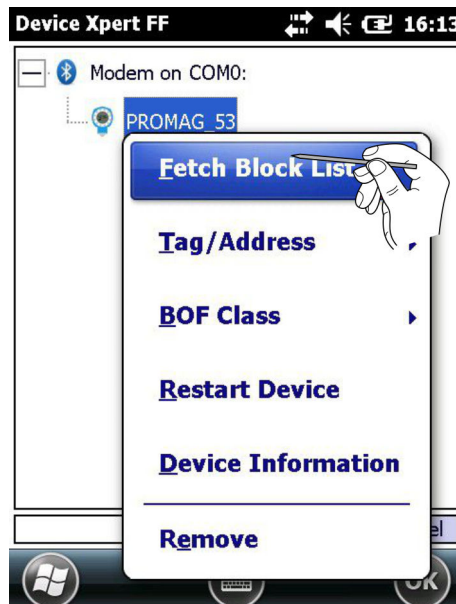 Device Xpert FF 16:13
Modem on COM0:
PROMAG_53
Fetch Block List
Tag/Address
BOF Class
Restart Device
Device Information
Remove
OK